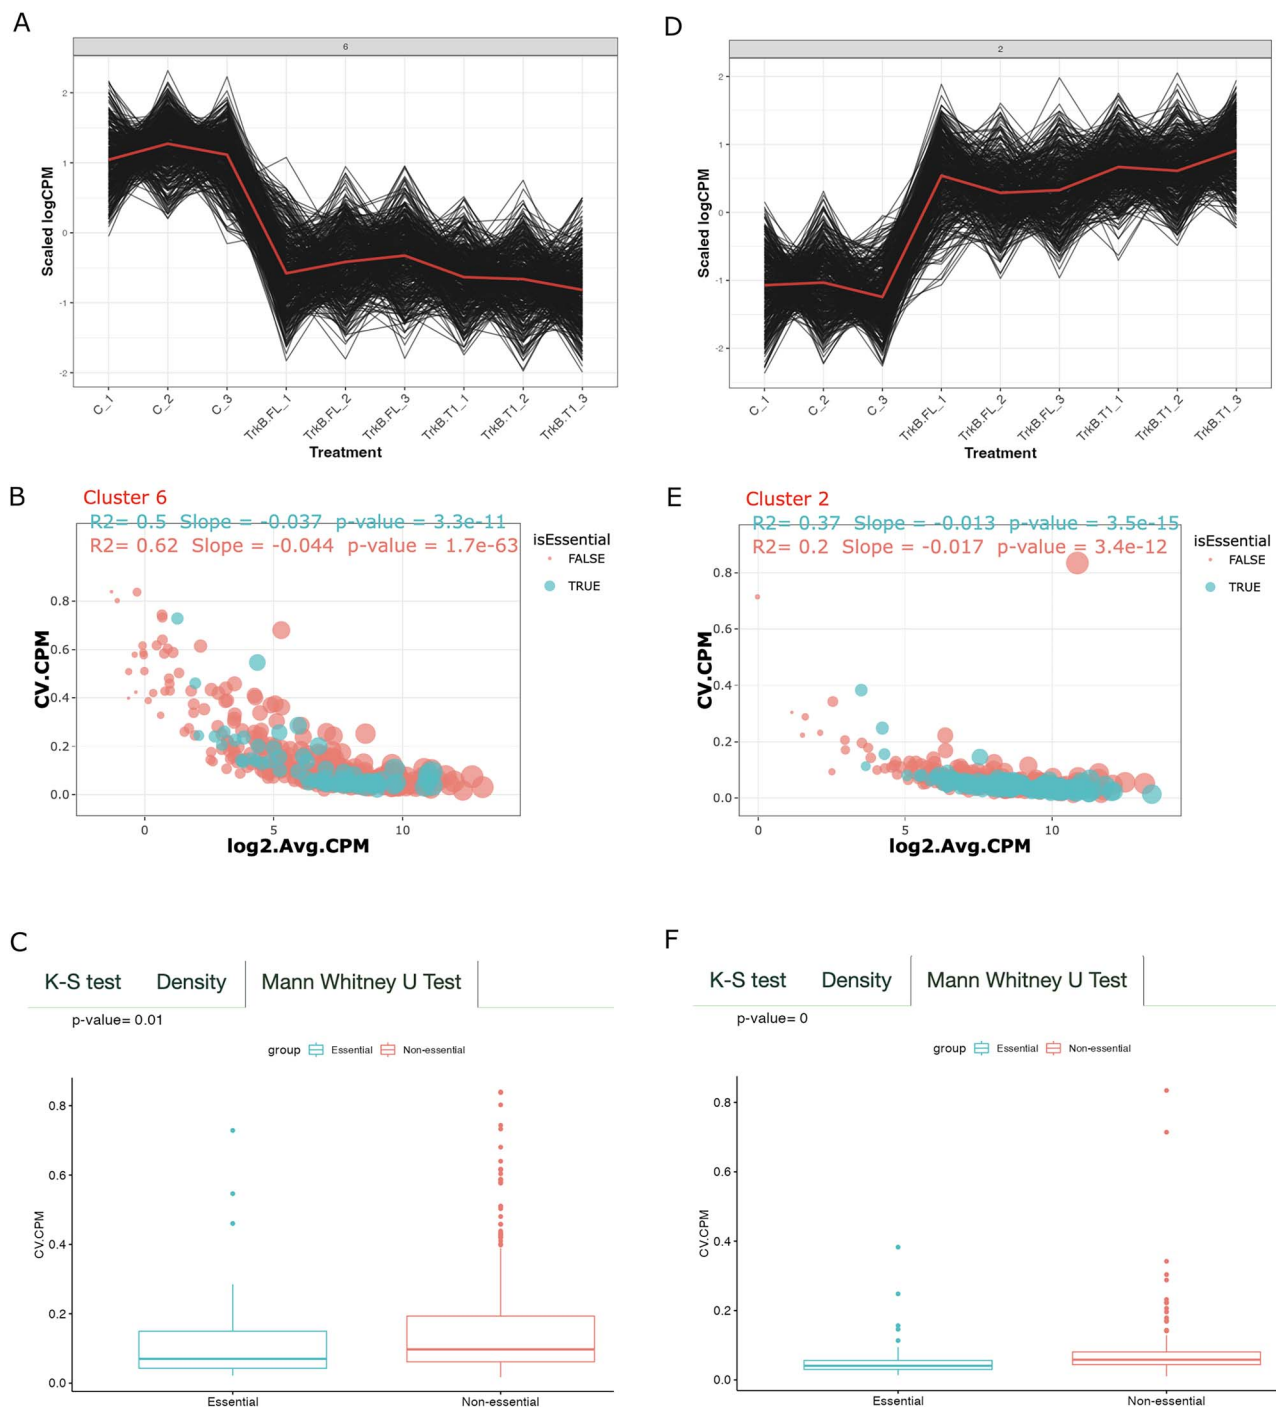 A
6
Scaled logCPM
2
1
0
-1
-2
C_1
C_2
C_3
TrkB.FL_1
TrkB.FL_2
TrkB.FL_3
TrkB.T1_1
TrkB.T1_2
TrkB.T1_3
Treatment
D
2
Scaled logCPM
2
1
0
-1
-2
C_1
C_2
C_3
TrkB.FL_1
TrkB.FL_2
TrkB.FL_3
TrkB.T1_1
TrkB.T1_2
TrkB.T1_3
Treatment
B
Cluster 6
R2= 0.5 Slope = -0.037 p-value = 3.3e-11
R2= 0.62 Slope = -0.044 p-value = 1.7e-63
isEssential
FALSE
TRUE
CV.CPM
0.8
0.6
0.4
0.2
0.0
0
5
10
log2.Avg.CPM
E
Cluster 2
R2= 0.37 Slope = -0.013 p-value = 3.5e-15
R2= 0.2 Slope = -0.017 p-value = 3.4e-12
isEssential
FALSE
TRUE
CV.CPM
0.8
0.6
0.4
0.2
0.0
0
5
10
log2.Avg.CPM
C
K-S test Density Mann Whitney U Test
p-value= 0.01
group Essential Non-essential
CV.CPM
0.8
0.6
0.4
0.2
0.0
Essential
Non-essential
F
K-S test Density Mann Whitney U Test
p-value= 0
group Essential Non-essential
CV.CPM
0.8
0.6
0.4
0.2
0.0
Essential
Non-essential